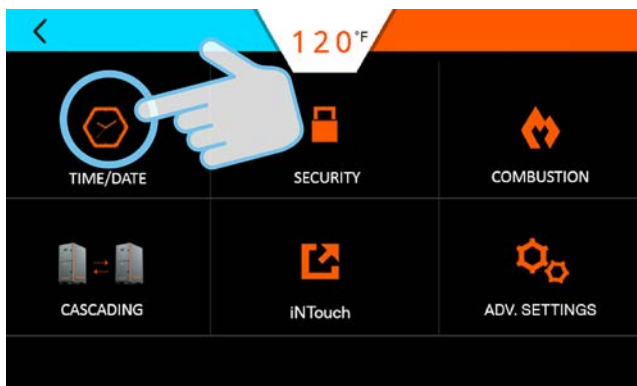 120°F
TIME/DATE
SECURITY
COMBUSTION
CASCADING
iNTouch
ADV. SETTINGS